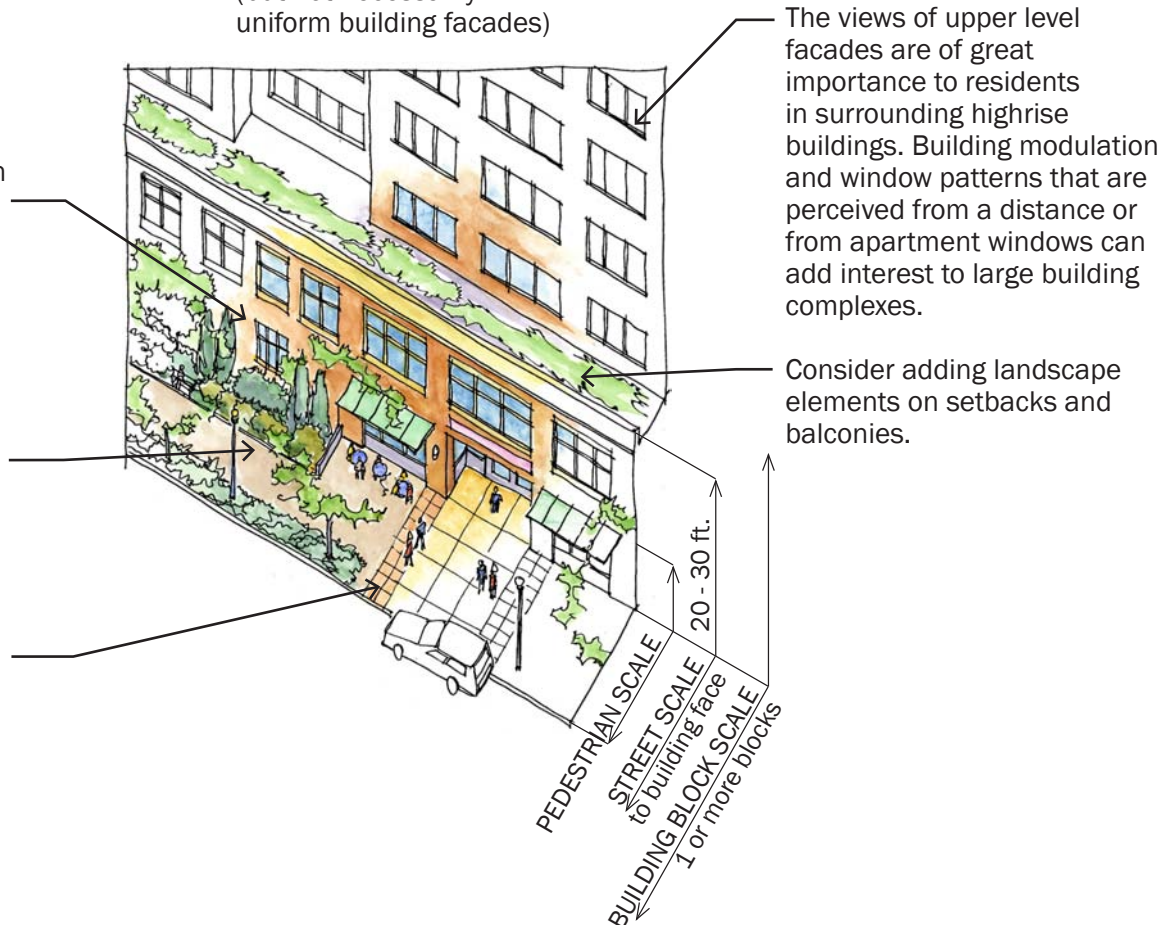 uniform building facades)
The views of upper level
facades are of great
importance to residents
in surrounding highrise
buildings. Building modulation
and window patterns that are
perceived from a distance or
from apartment windows can
add interest to large building
complexes.
Consider adding landscape
elements on setbacks and
balconies.
20 - 30 ft.
PEDESTRIAN SCALE
STREET SCALE
to building face
BUILDING BLOCK SCALE
1 or more blocks